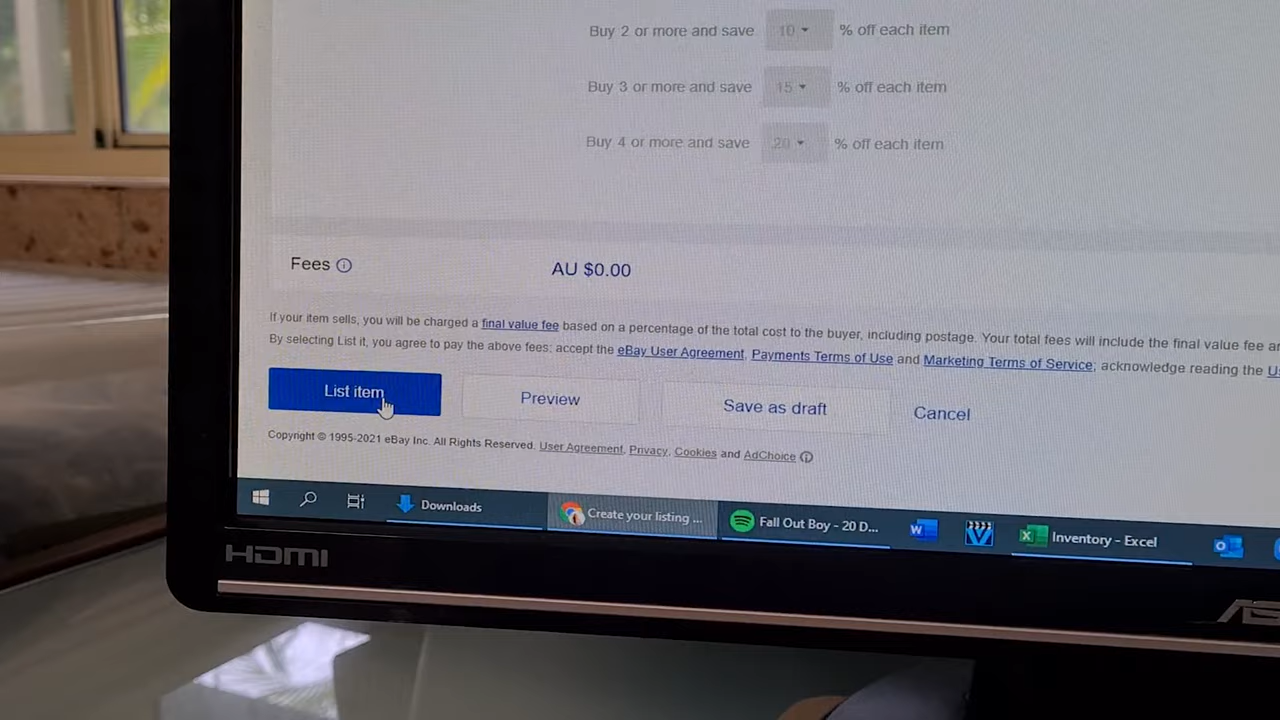 Buy 2 or more and save 10 % off each item
Buy 3 or more and save 15 % off each item
Buy 4 or more and save 20 % off each item
Fees AU $0.00
If your item sells, you will be charged a final value fee based on a percentage of the total cost to the buyer, including postage. Your total fees will include the final value fee
By selecting List it, you agree to pay the above fees; accept the eBay User Agreement, Payments Terms of Use and Marketing Terms of Service; acknowledge reading the
List item Preview Save as draft Cancel
Copyright © 1995-2021 eBay Inc. All Rights Reserved. User Agreement, Privacy, Cookies and AdChoice
Downloads Create your listing ... Fall Out Boy - 20 D... Inventory - Excel
HDMI